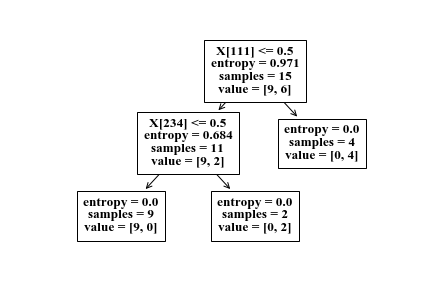 X[111] <= 0.5
entropy = 0.971
samples = 15
value = [9, 6]
X[234] <= 0.5
entropy = 0.684
samples = 11
value = [9, 2]
entropy = 0.0
samples = 4
value = [0, 4]
entropy = 0.0
samples = 9
value = [9, 0]
entropy = 0.0
samples = 2
value = [0, 2]